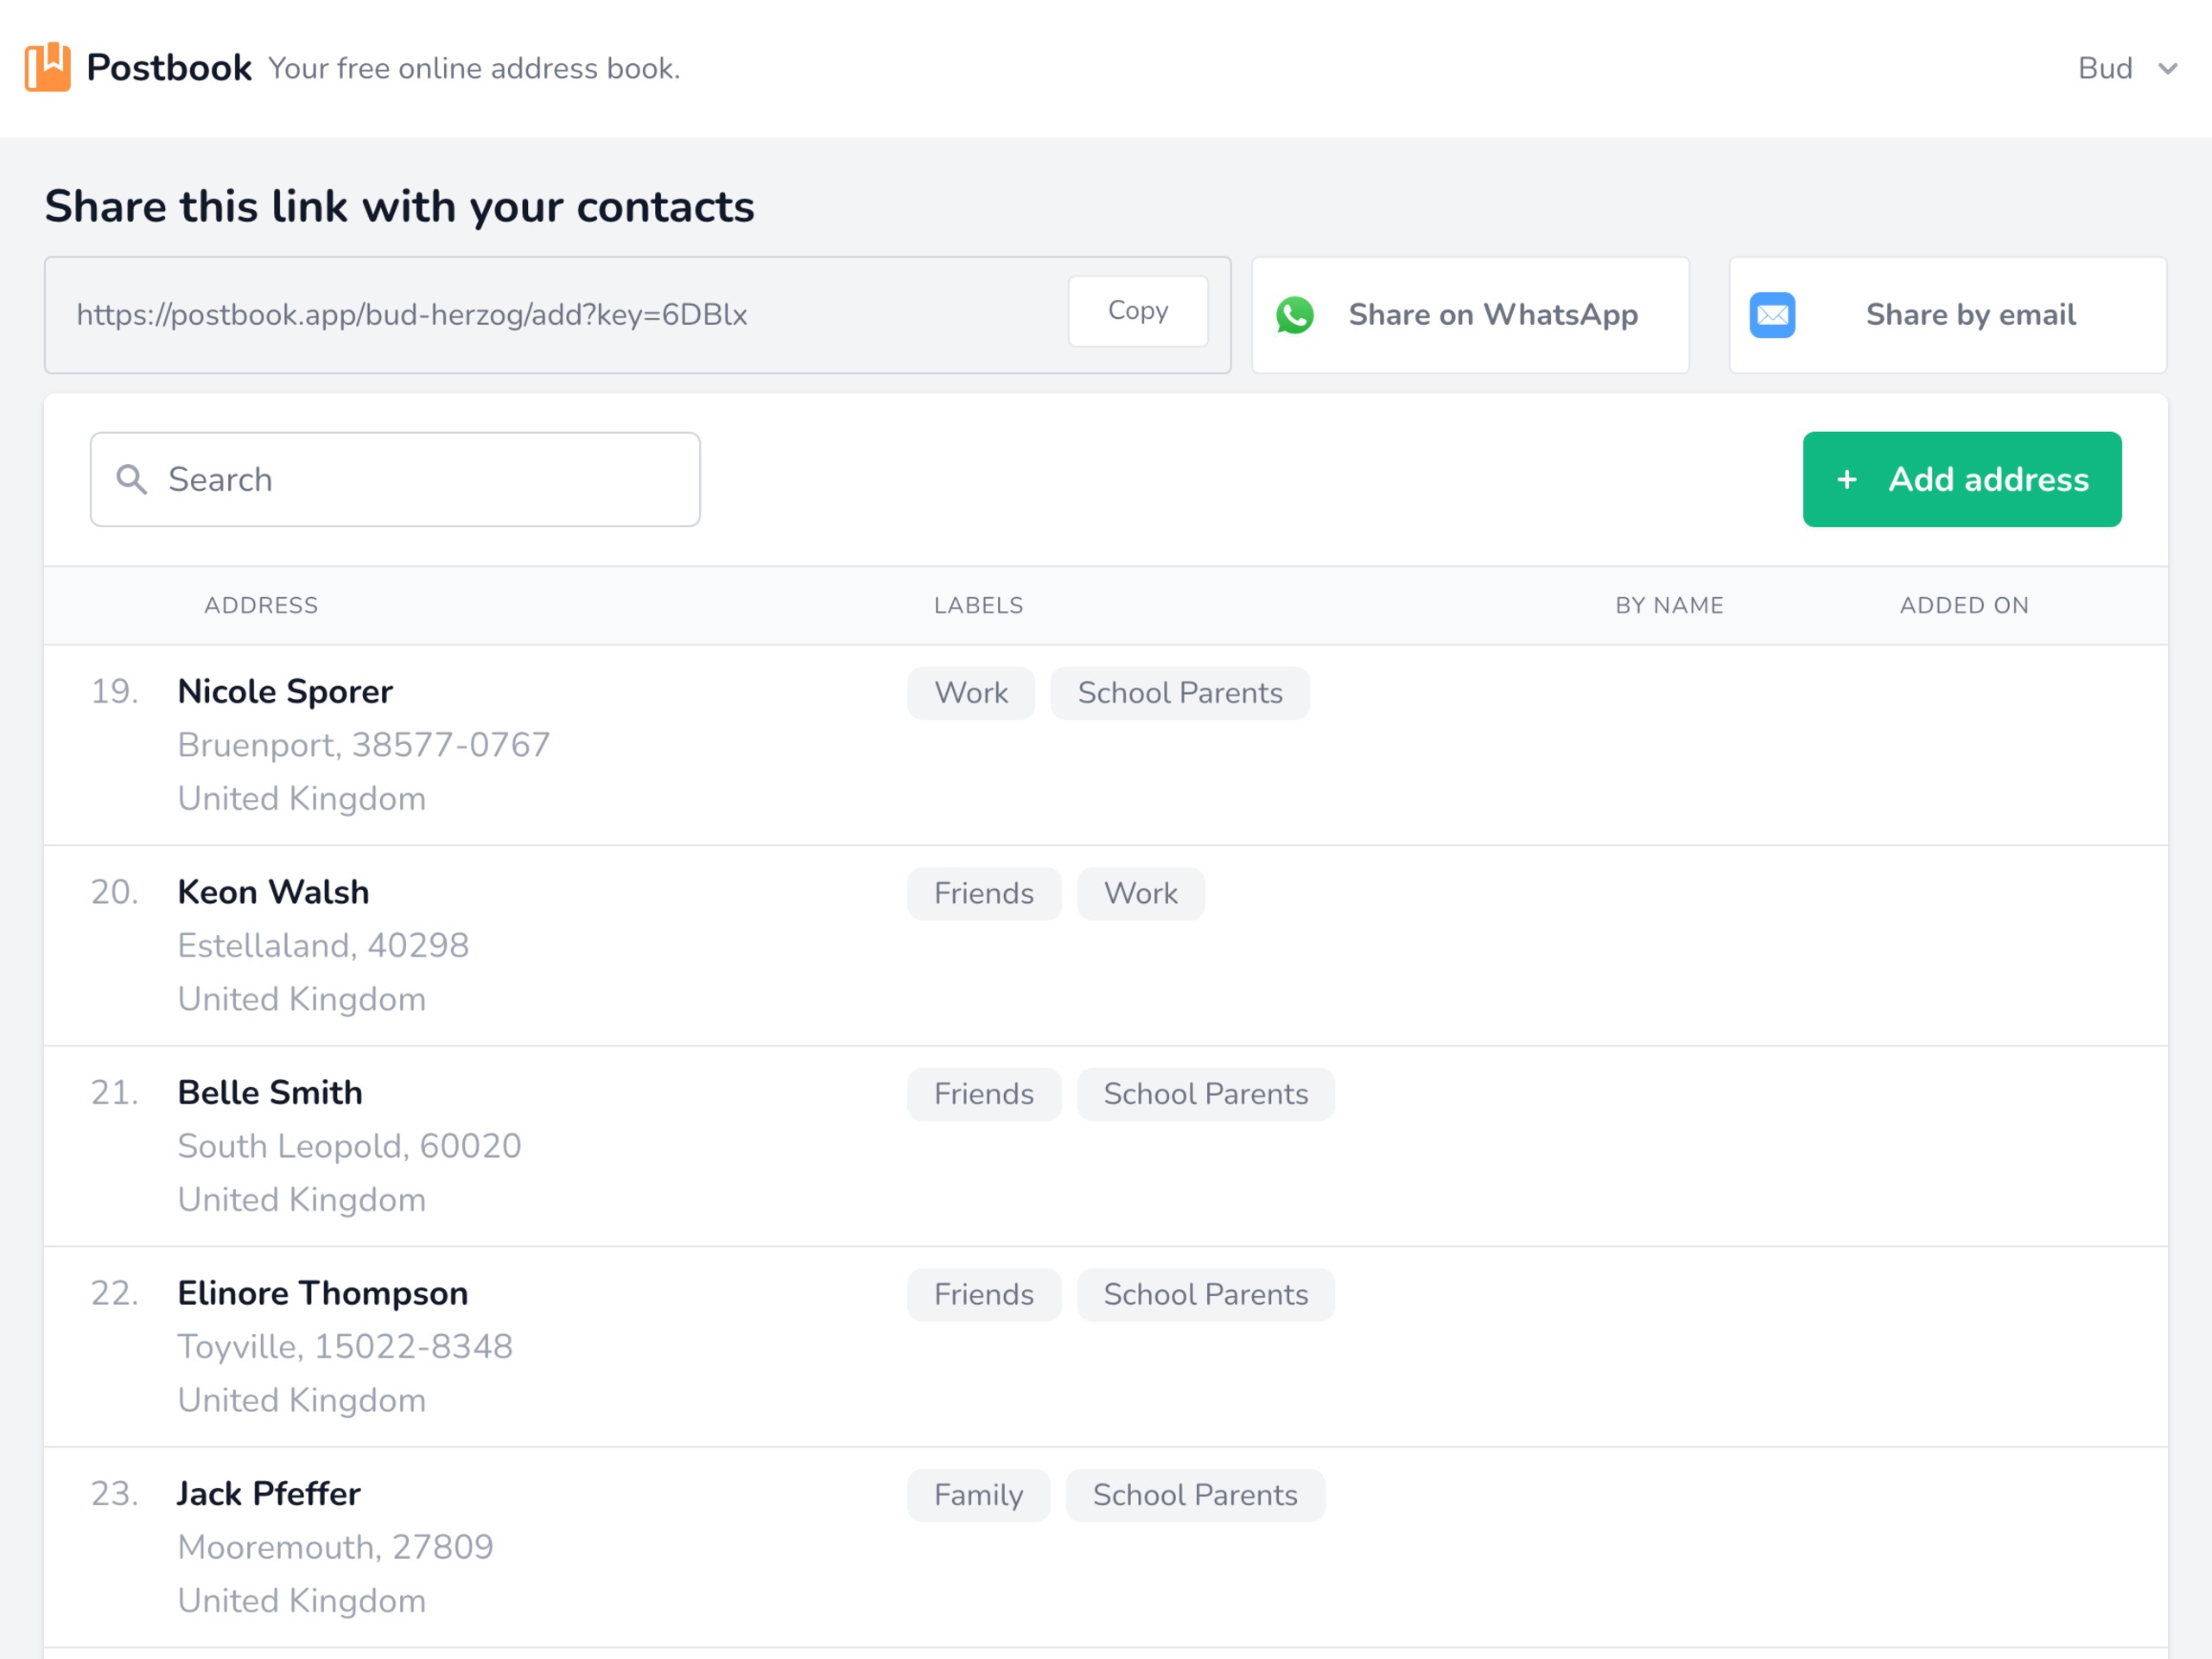 Postbook Your free online address book. Bud
Share this link with your contacts
https://postbook.app/bud-herzog/add?key=6DBlx Copy Share on WhatsApp Share by email
Search + Add address
ADDRESS LABELS BY NAME ADDED ON
19. Nicole Sporer Work School Parents
Bruenport, 38577-0767
United Kingdom
20. Keon Walsh Friends Work
Estellaland, 40298
United Kingdom
21. Belle Smith Friends School Parents
South Leopold, 60020
United Kingdom
22. Elinore Thompson Friends School Parents
Toyville, 15022-8348
United Kingdom
23. Jack Pfeffer Family School Parents
Mooremouth, 27809
United Kingdom